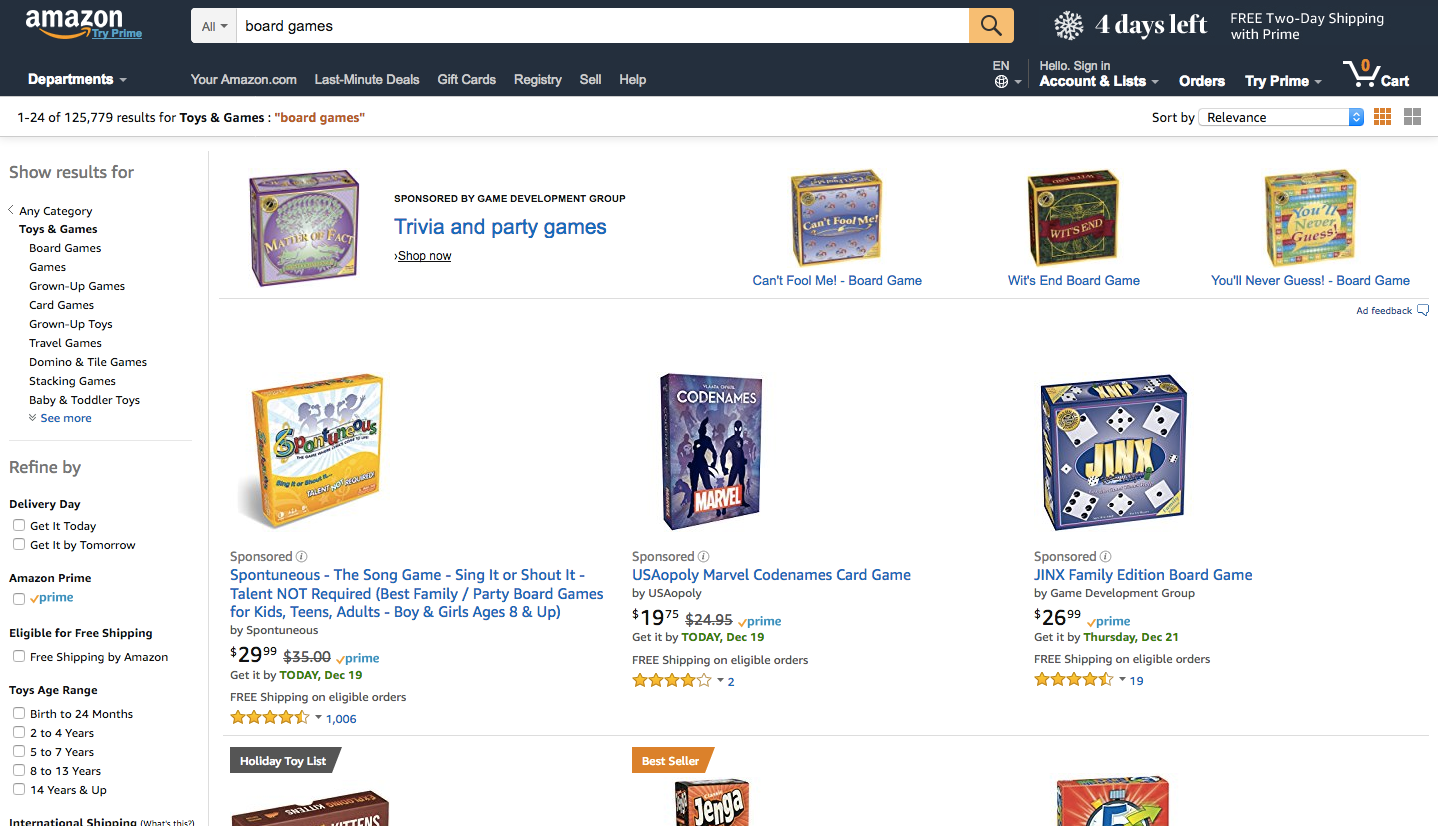 amazon
Try Prime
All
board games
4 days left
FREE Two-Day Shipping
with Prime
Departments
Your Amazon.com
Last-Minute Deals
Gift Cards
Registry
Sell
Help
EN
Hello. Sign in
Account & Lists
Orders
Try Prime
0
Cart
1-24 of 125,779 results for Toys & Games : "board games"
Sort by
Relevance
Show results for
Any Category
Toys & Games
Board Games
Games
Grown-Up Games
Card Games
Grown-Up Toys
Travel Games
Domino & Tile Games
Stacking Games
Baby & Toddler Toys
See more
Refine by
Delivery Day
Get It Today
Get It by Tomorrow
Amazon Prime
prime
Eligible for Free Shipping
Free Shipping by Amazon
Toys Age Range
Birth to 24 Months
2 to 4 Years
5 to 7 Years
8 to 13 Years
14 Years & Up
International Shipping (What's this?)
MATTER OF FACT
SPONSORED BY GAME DEVELOPMENT GROUP
Trivia and party games
›Shop now
Can't Fool Me!
Can't Fool Me! - Board Game
WIT'S END
Wit's End Board Game
You'll
Never
Guess!
You'll Never Guess! - Board Game
Ad feedback
Spontuneous
THE GAME WHERE LYRICS COME TO LIFE
Sing It or Shout It...
TALENT NOT REQUIRED!
Sponsored
Spontuneous - The Song Game - Sing It or Shout It -
Talent NOT Required (Best Family / Party Board Games
for Kids, Teens, Adults - Boy & Girls Ages 8 & Up)
by Spontuneous
$29 99 $35.00 prime
Get it by TODAY, Dec 19
FREE Shipping on eligible orders
1,006
VLAADA CHVÁTIL
CODENAMES
MARVEL
Sponsored
USAopoly Marvel Codenames Card Game
by USAopoly
$19 75 $24.95 prime
Get it by TODAY, Dec 19
FREE Shipping on eligible orders
2
JINX
JINX
Sponsored
JINX Family Edition Board Game
by Game Development Group
$26 99
prime
Get it by Thursday, Dec 21
FREE Shipping on eligible orders
19
Holiday Toy List
EXPLODING KITTENS
KITTENS
Best Seller
Jenga
5